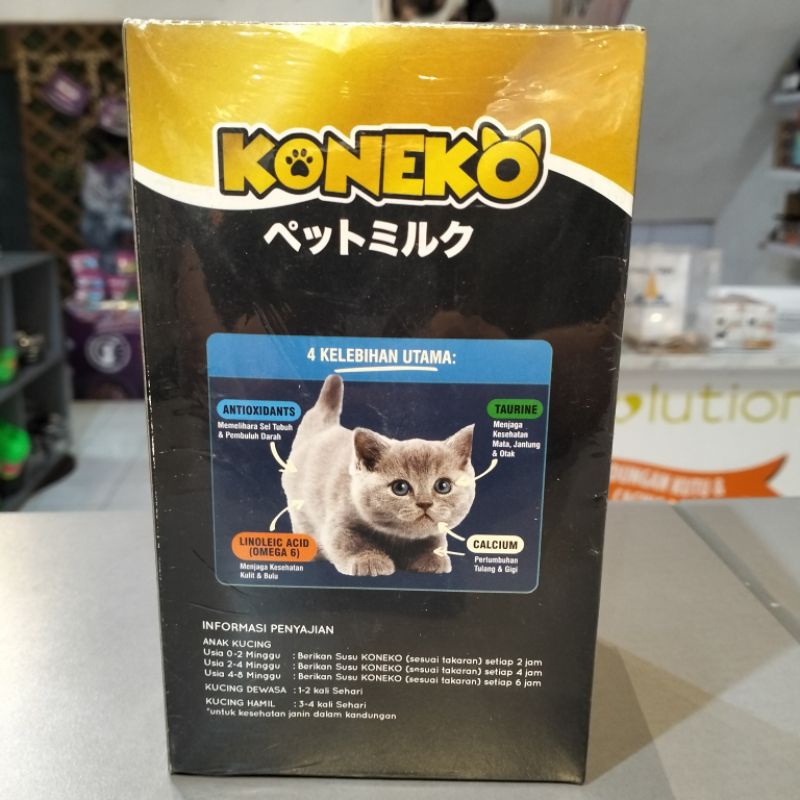 KONEKO
ペットミルク
4 KELEBIHAN UTAMA:
ANTIOXIDANTS
Memelihara Sel Tubuh
& Pembuluh Darah
TAURINE
Menjaga
Kesehatan
Mata, Jantung
& Otak
LINOLEIC ACID
(OMEGA 6)
Menjaga Kesehatan
Kulit & Bulu
CALCIUM
Pertumbuhan
Tulang & Gigi
INFORMASI PENYAJIAN
ANAK KUCING
Usia 0-2 Minggu : Berikan Susu KONEKO (sesuai takaran) setiap 2 jam
Usia 2-4 Minggu : Berikan Susu KONEKO (sesuai takaran) setiap 4 jam
Usia 4-8 Minggu : Berikan Susu KONEKO (sesuai takaran) setiap 6 jam
KUCING DEWASA : 1-2 kali Sehari
KUCING HAMIL : 3-4 kali Sehari
*untuk kesehatan janin dalam kandungan
lution
KUTU &